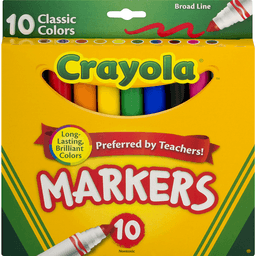 10 Classic
Colors
Broad Line
Crayola
Long-
Lasting,
Brilliant
Colors
Preferred by Teachers!
MARKERS
10